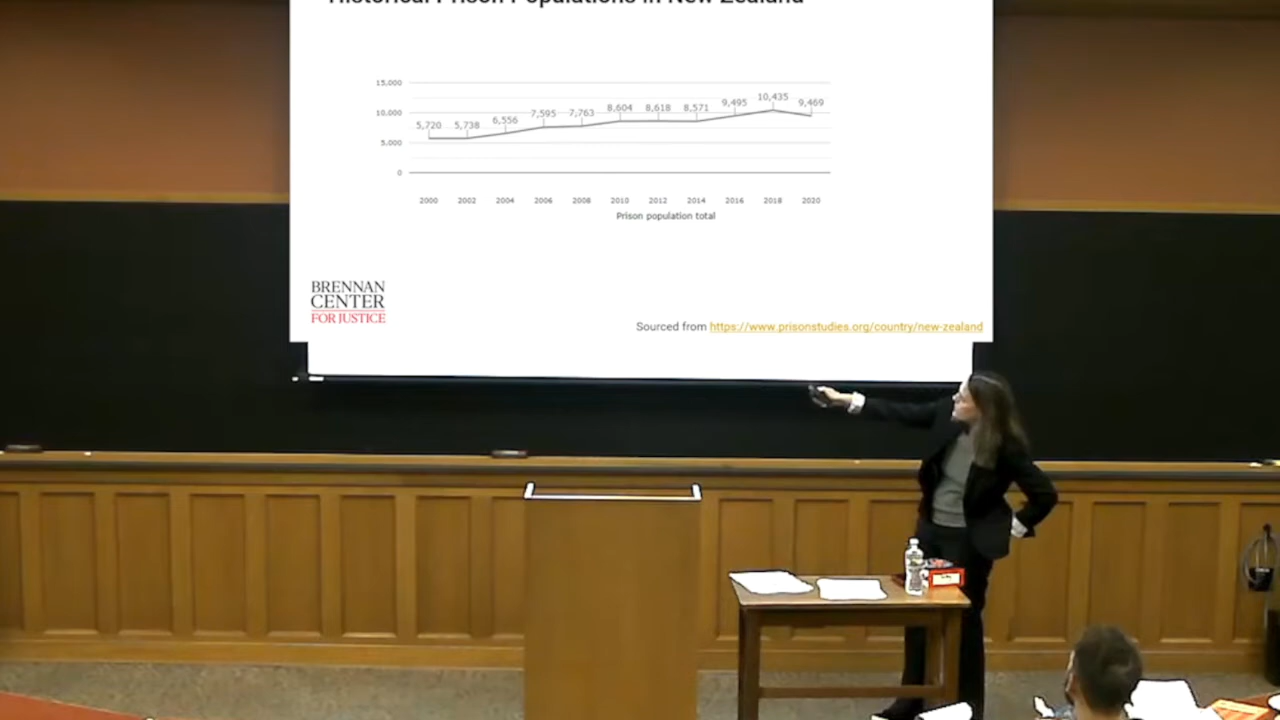 Historical Prison Populations in New Zealand
15,000
10,000
5,000
0
5,720 5,738 6,556 7,595 7,763 8,604 8,618 8,571 9,495 10,435 9,469
2000 2002 2004 2006 2008 2010 2012 2014 2016 2018 2020
Prison population total
BRENNAN
CENTER
FOR JUSTICE
Sourced from https://www.prisonstudies.org/country/new-zealand